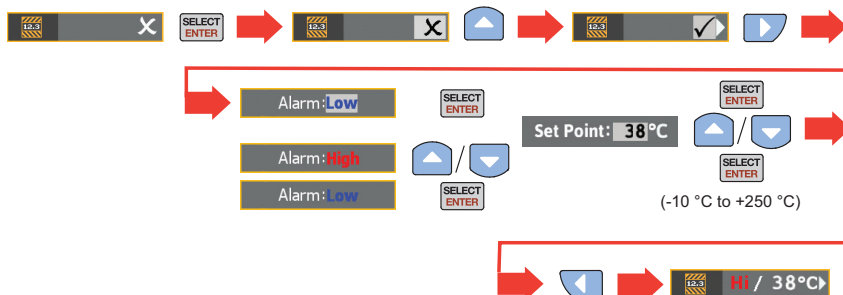 12.3 X SELECT ENTER 12.3 X 12.3 ✓
Alarm:Low SELECT ENTER
SELECT ENTER
Set Point: 38°C
Alarm:High /
/
Alarm:Low SELECT ENTER
SELECT ENTER
(-10 °C to +250 °C)
12.3 Hi / 38°C